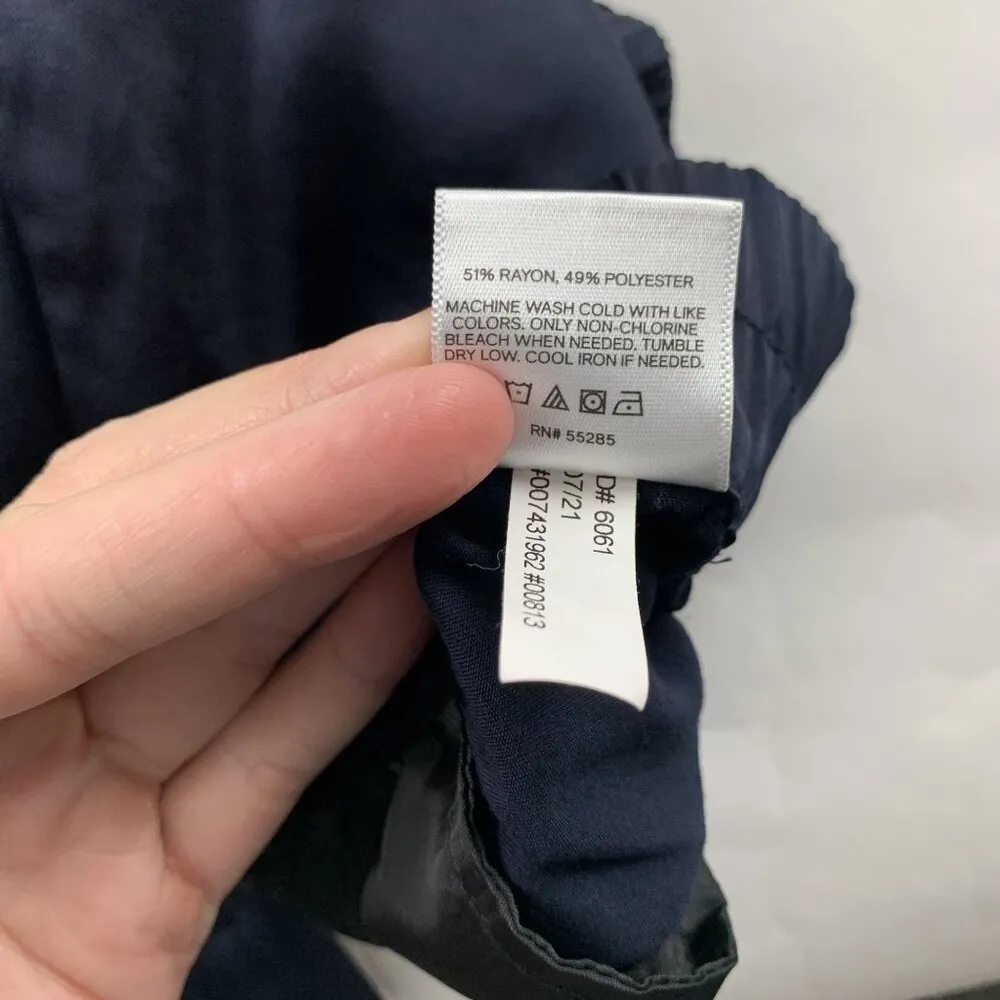 51% RAYON, 49% POLYESTER
MACHINE WASH COLD WITH LIKE
COLORS. ONLY NON-CHLORINE
BLEACH WHEN NEEDED. TUMBLE
DRY LOW. COOL IRON IF NEEDED.
RN# 55285
D# 6061
07/21
#007431962 #00813